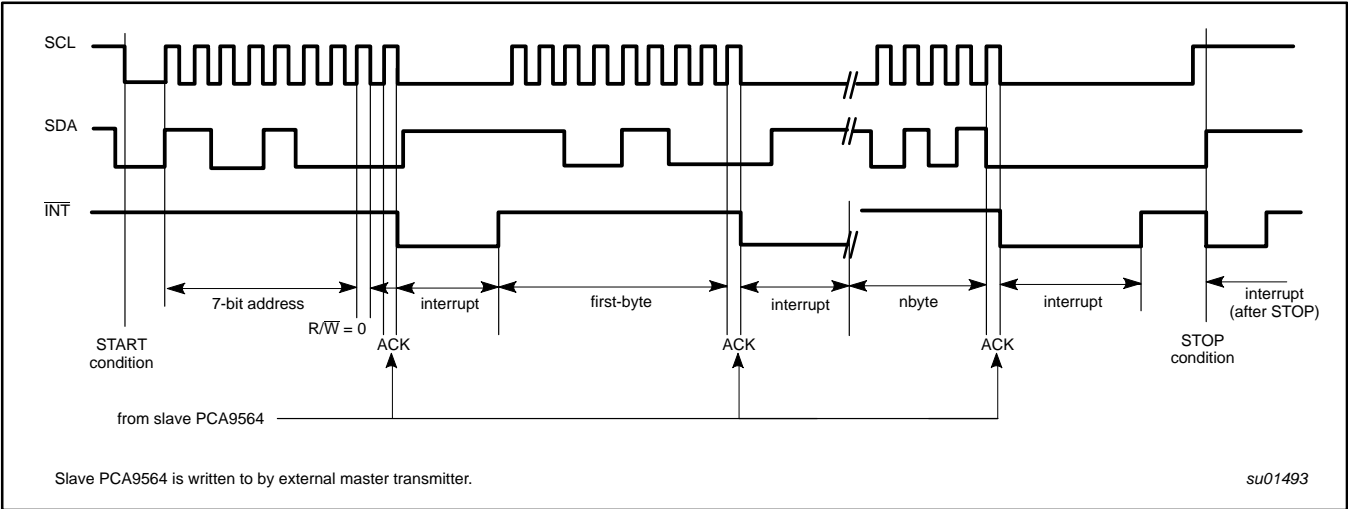 SCL
SDA
I̅N̅T̅
7-bit address
interrupt
first-byte
interrupt
nbyte
interrupt
interrupt
(after STOP)
R/W̅ = 0
START
condition
ACK
ACK
ACK
STOP
condition
from slave PCA9564
Slave PCA9564 is written to by external master transmitter.
su01493